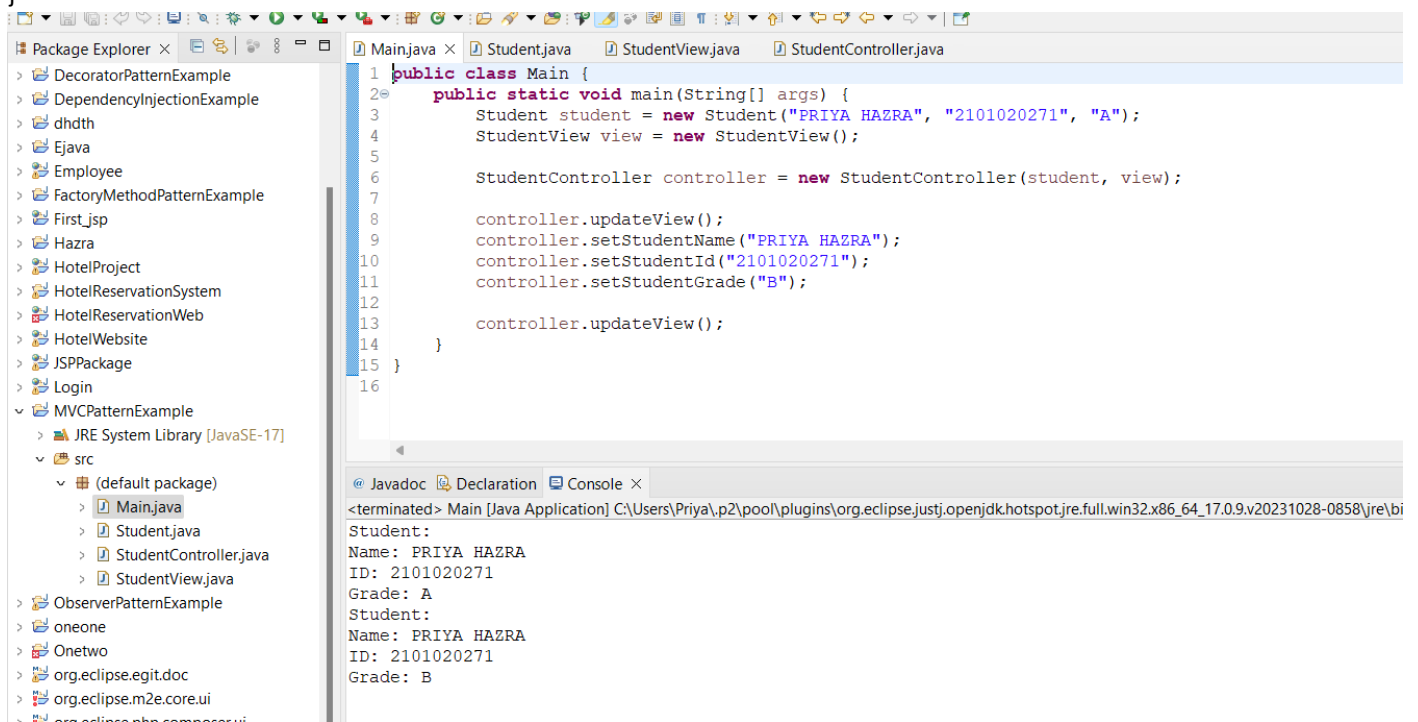 Package Explorer
DecoratorPatternExample
DependencyInjectionExample
dhdth
Ejava
Employee
FactoryMethodPatternExample
First_jsp
Hazra
HotelProject
HotelReservationSystem
HotelReservationWeb
HotelWebsite
JSPPackage
Login
MVCPatternExample
JRE System Library [JavaSE-17]
src
(default package)
Main.java
Student.java
StudentController.java
StudentView.java
ObserverPatternExample
oneone
Onetwo
org.eclipse.egit.doc
org.eclipse.m2e.core.ui
Main.java Student.java StudentView.java StudentController.java
1 public class Main {
2 public static void main(String[] args) {
3 Student student = new Student("PRIYA HAZRA", "2101020271", "A");
4 StudentView view = new StudentView();
5
6 StudentController controller = new StudentController(student, view);
7
8 controller.updateView();
9 controller.setStudentName("PRIYA HAZRA");
10 controller.setStudentId("2101020271");
11 controller.setStudentGrade("B");
12
13 controller.updateView();
14 }
15 }
16
@ Javadoc Declaration Console
<terminated> Main [Java Application] C:\Users\Priya\.p2\pool\plugins\org.eclipse.justj.openjdk.hotspot.jre.full.win32.x86_64_17.0.9.v20231028-0858\jre\bi
Student:
Name: PRIYA HAZRA
ID: 2101020271
Grade: A
Student:
Name: PRIYA HAZRA
ID: 2101020271
Grade: B